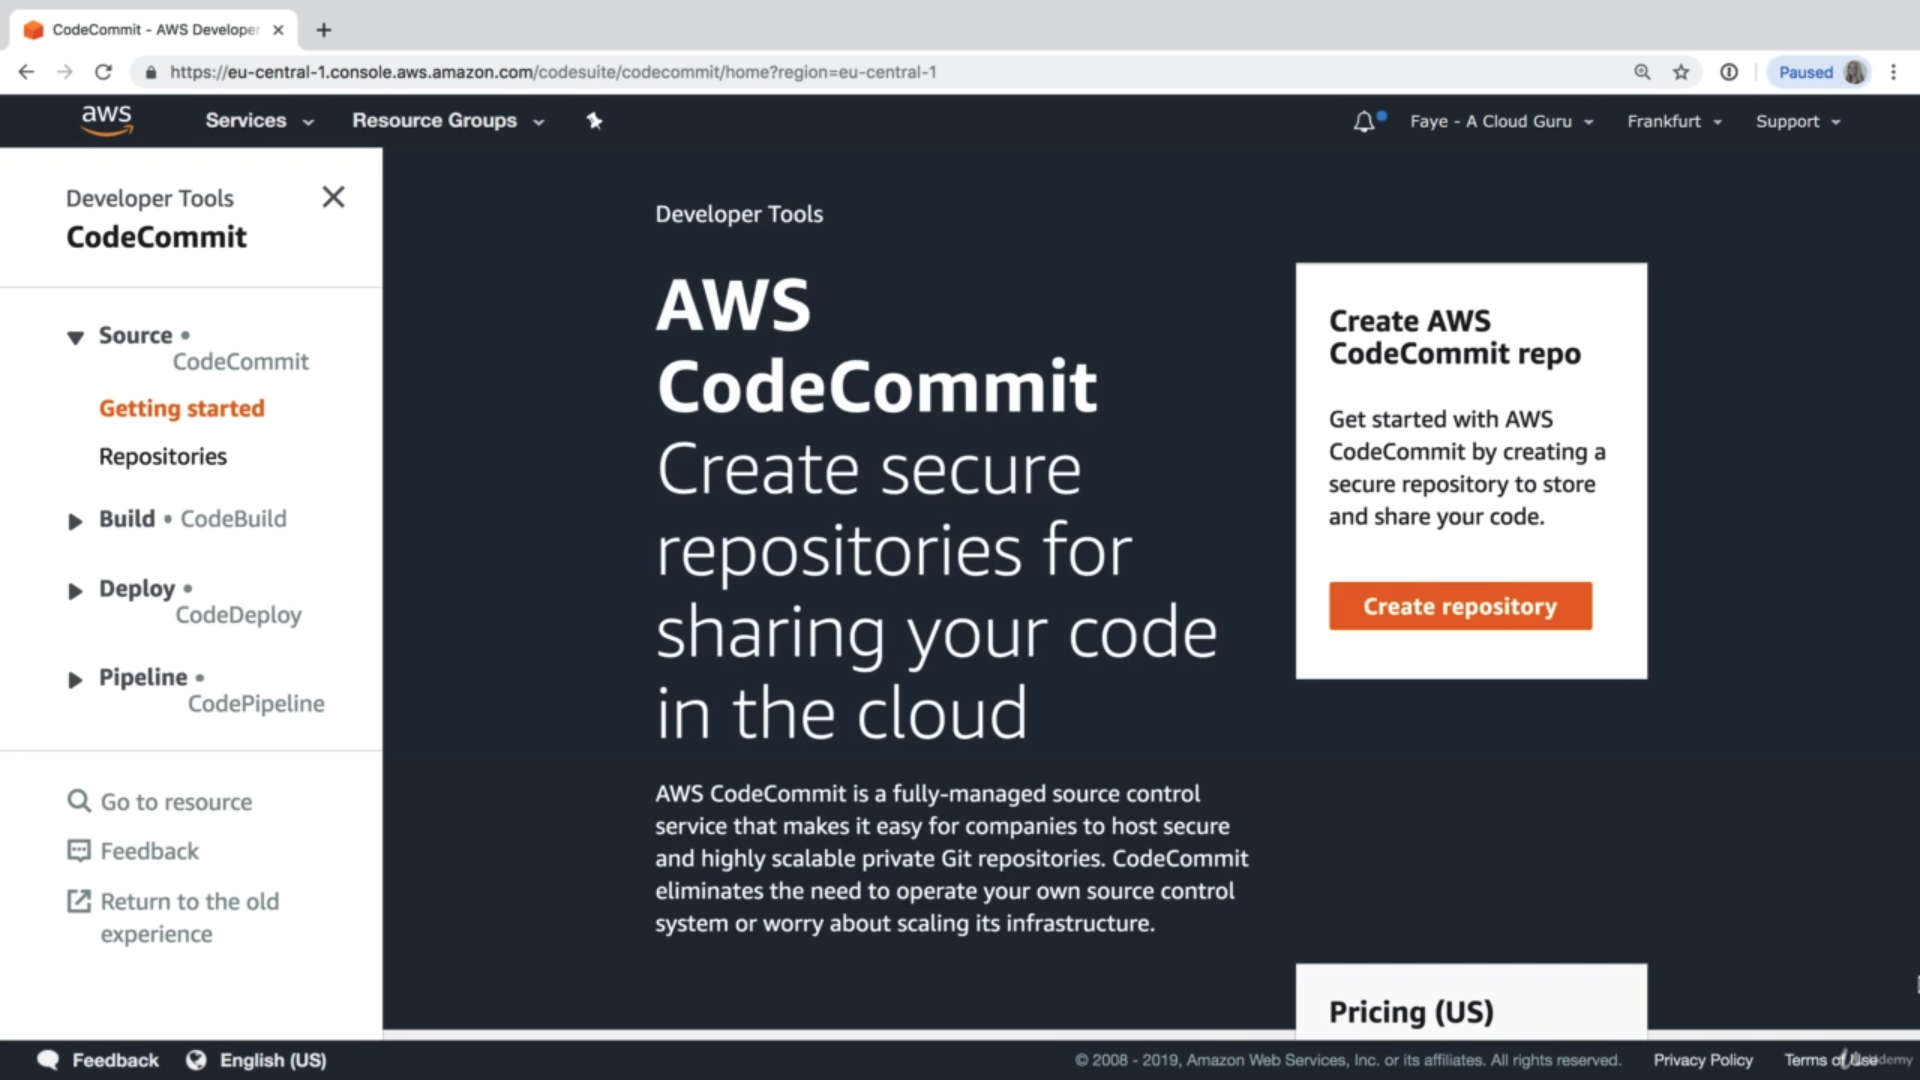 CodeCommit - AWS Developer
https://eu-central-1.console.aws.amazon.com/codesuite/codecommit/home?region=eu-central-1
Paused
aws
Services
Resource Groups
Faye - A Cloud Guru
Frankfurt
Support
Developer Tools
CodeCommit
Source •
CodeCommit
Getting started
Repositories
Build • CodeBuild
Deploy •
CodeDeploy
Pipeline •
CodePipeline
Go to resource
Feedback
Return to the old
experience
Developer Tools
AWS
CodeCommit
Create secure
repositories for
sharing your code
in the cloud
AWS CodeCommit is a fully-managed source control
service that makes it easy for companies to host secure
and highly scalable private Git repositories. CodeCommit
eliminates the need to operate your own source control
system or worry about scaling its infrastructure.
Create AWS
CodeCommit repo
Get started with AWS
CodeCommit by creating a
secure repository to store
and share your code.
Create repository
Pricing (US)
Feedback
English (US)
© 2008 - 2019, Amazon Web Services, Inc. or its affiliates. All rights reserved.
Privacy Policy
Terms of Use